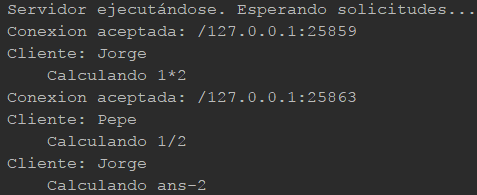 Servidor ejecutándose. Esperando solicitudes...
Conexion aceptada: /127.0.0.1:25859
Cliente: Jorge
    Calculando 1*2
Conexion aceptada: /127.0.0.1:25863
Cliente: Pepe
    Calculando 1/2
Cliente: Jorge
    Calculando ans-2